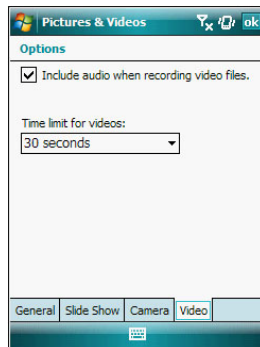 Pictures & Videos ok
Options
Include audio when recording video files.
Time limit for videos:
30 seconds
General Slide Show Camera Video